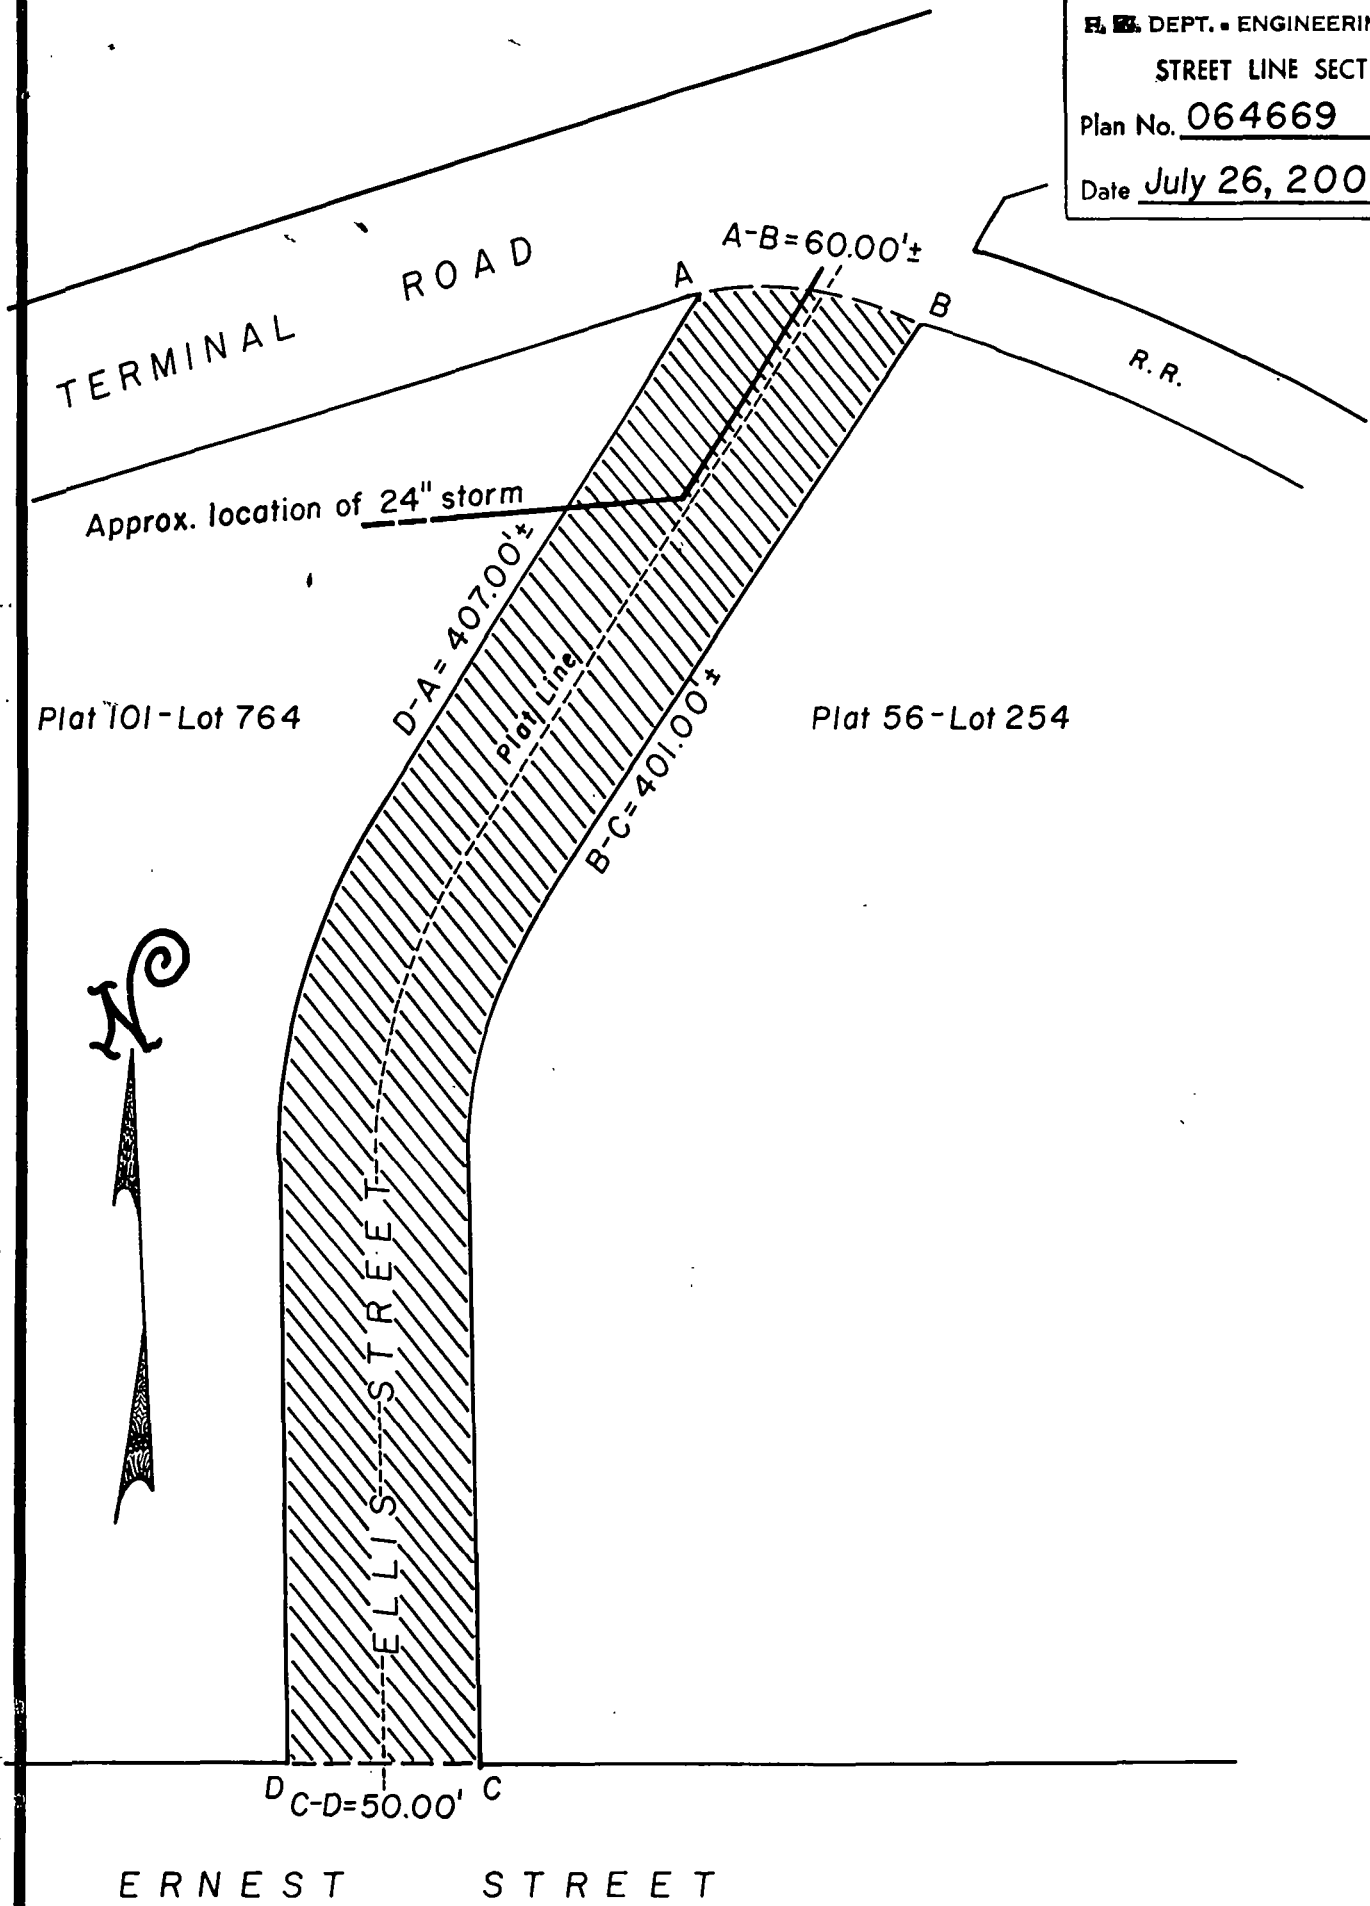 DEPT. - ENGINEERIN
STREET LINE SECT
Plan No. 064669
Date July 26, 200
TERMINAL ROAD
A-B=60.00'±
A
B
R.R.
Approx. location of 24" storm
D-A = 407.00'±
Plat Line
B-C= 401.00'±
Plat 101-Lot 764
Plat 56-Lot 254
N
ELLIS STREET
D
C
C-D=50.00'
ERNEST STREET